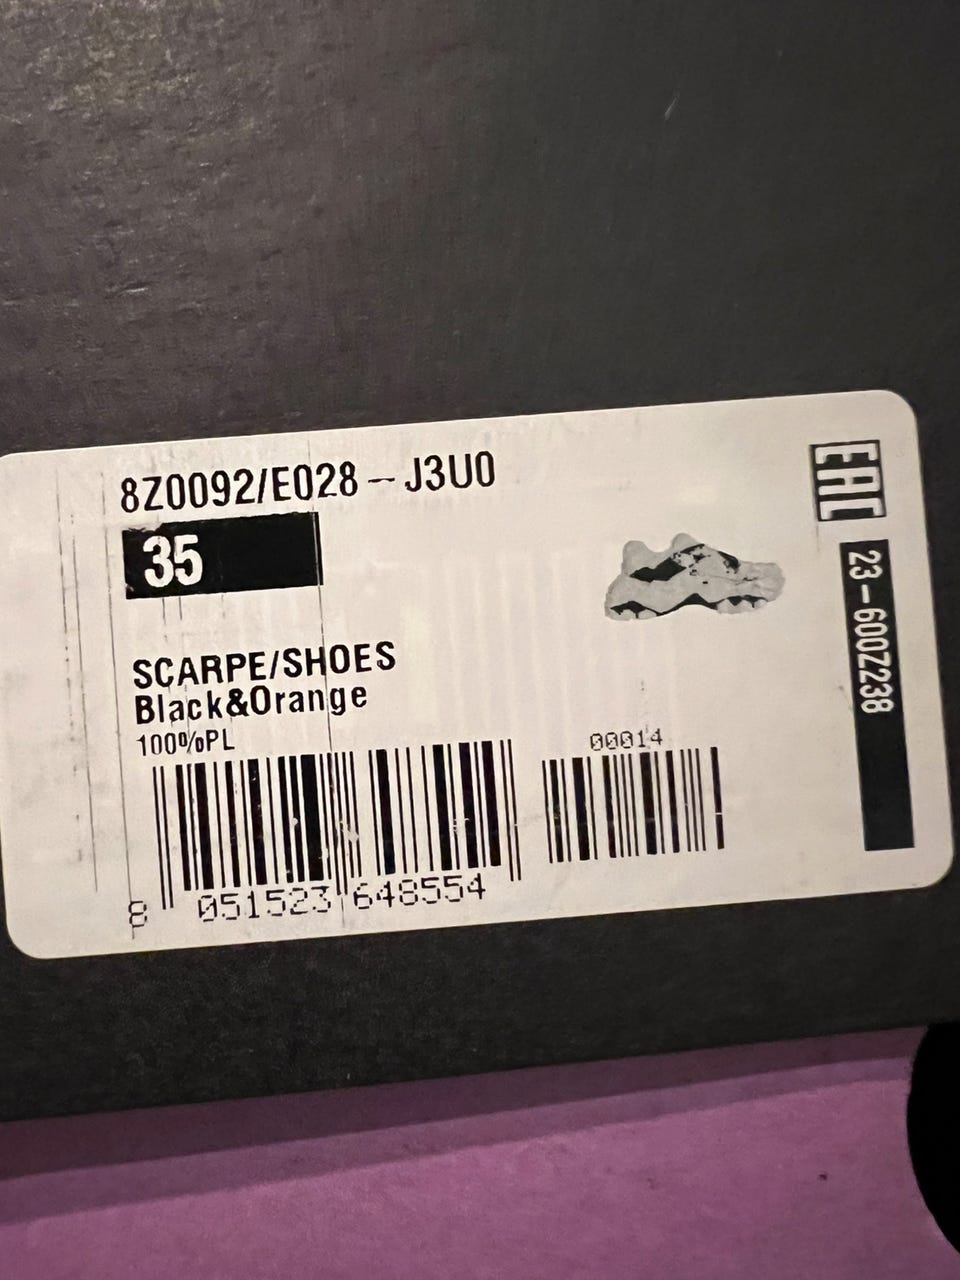 8Z0092/E028 – J3U0
35
SCARPE/SHOES
Black&Orange
100%PL
00014
8 051523 648554
EAC
23-600Z238